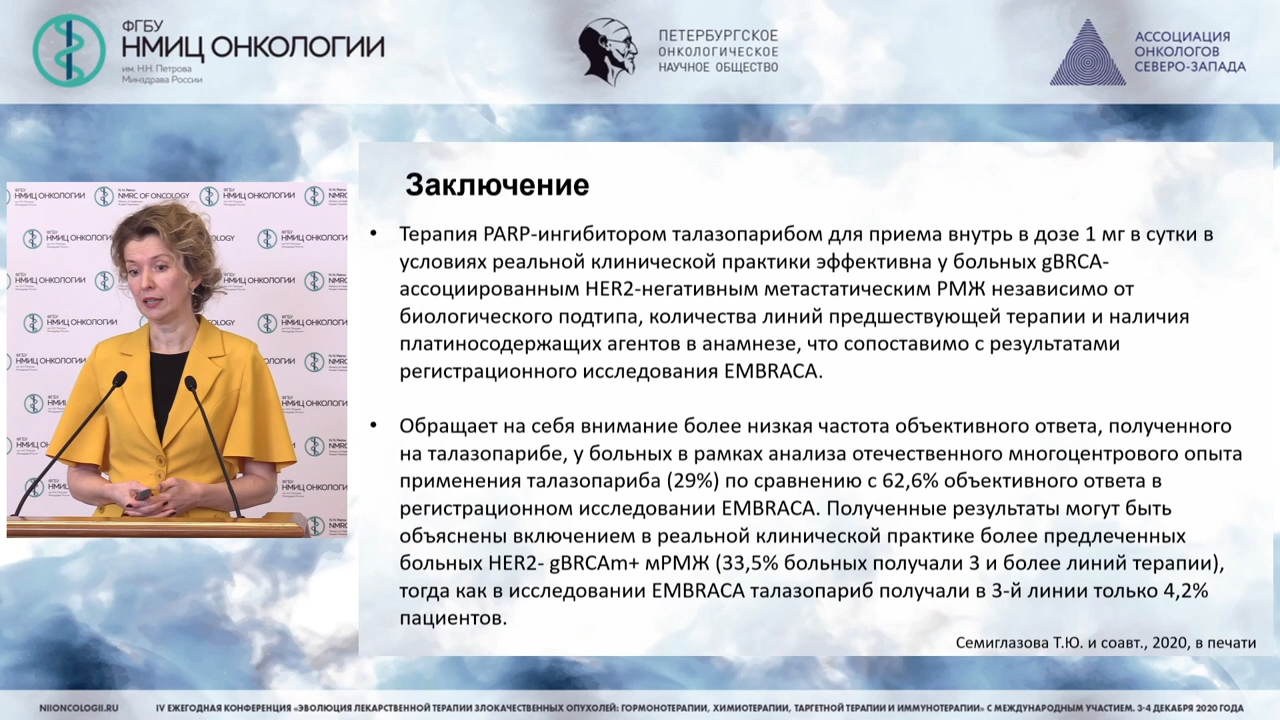 ФГБУ
НМИЦ ОНКОЛОГИИ
им. Н.Н. Петрова
Минздрава России
ПЕТЕРБУРГСКОЕ
ОНКОЛОГИЧЕСКОЕ
НАУЧНОЕ ОБЩЕСТВО
АССОЦИАЦИЯ
ОНКОЛОГОВ
СЕВЕРО-ЗАПАДА
НМИЦ ОНКОЛОГИИ
NMRC OF ONCOLOGY
НМИЦ ОНКОЛОГИИ
Заключение
• Терапия PARP-ингибитором талазопарибом для приема внутрь в дозе 1 мг в сутки в
условиях реальной клинической практики эффективна у больных gBRCA-
ассоциированным HER2-негативным метастатическим РМЖ независимо от
биологического подтипа, количества линий предшествующей терапии и наличия
платиносодержащих агентов в анамнезе, что сопоставимо с результатами
регистрационного исследования EMBRACA.
• Обращает на себя внимание более низкая частота объективного ответа, полученного
на талазопарибе, у больных в рамках анализа отечественного многоцентрового опыта
применения талазопариба (29%) по сравнению с 62,6% объективного ответа в
регистрационном исследовании EMBRACA. Полученные результаты могут быть
объяснены включением в реальной клинической практике более предлеченных
больных HER2- gBRCAm+ мРМЖ (33,5% больных получали 3 и более линий терапии),
тогда как в исследовании EMBRACA талазопариб получали в 3-й линии только 4,2%
пациентов.
Семиглазова Т.Ю. и соавт., 2020, в печати
NIIONCOLOGII.RU
IV ЕЖЕГОДНАЯ КОНФЕРЕНЦИЯ «ЭВОЛЮЦИЯ ЛЕКАРСТВЕННОЙ ТЕРАПИИ ЗЛОКАЧЕСТВЕННЫХ ОПУХОЛЕЙ: ГОРМОНОТЕРАПИИ, ХИМИОТЕРАПИИ, ТАРГЕТНОЙ ТЕРАПИИ И ИММУНОТЕРАПИИ» С МЕЖДУНАРОДНЫМ УЧАСТИЕМ. 3-4 ДЕКАБРЯ 2020 ГОДА